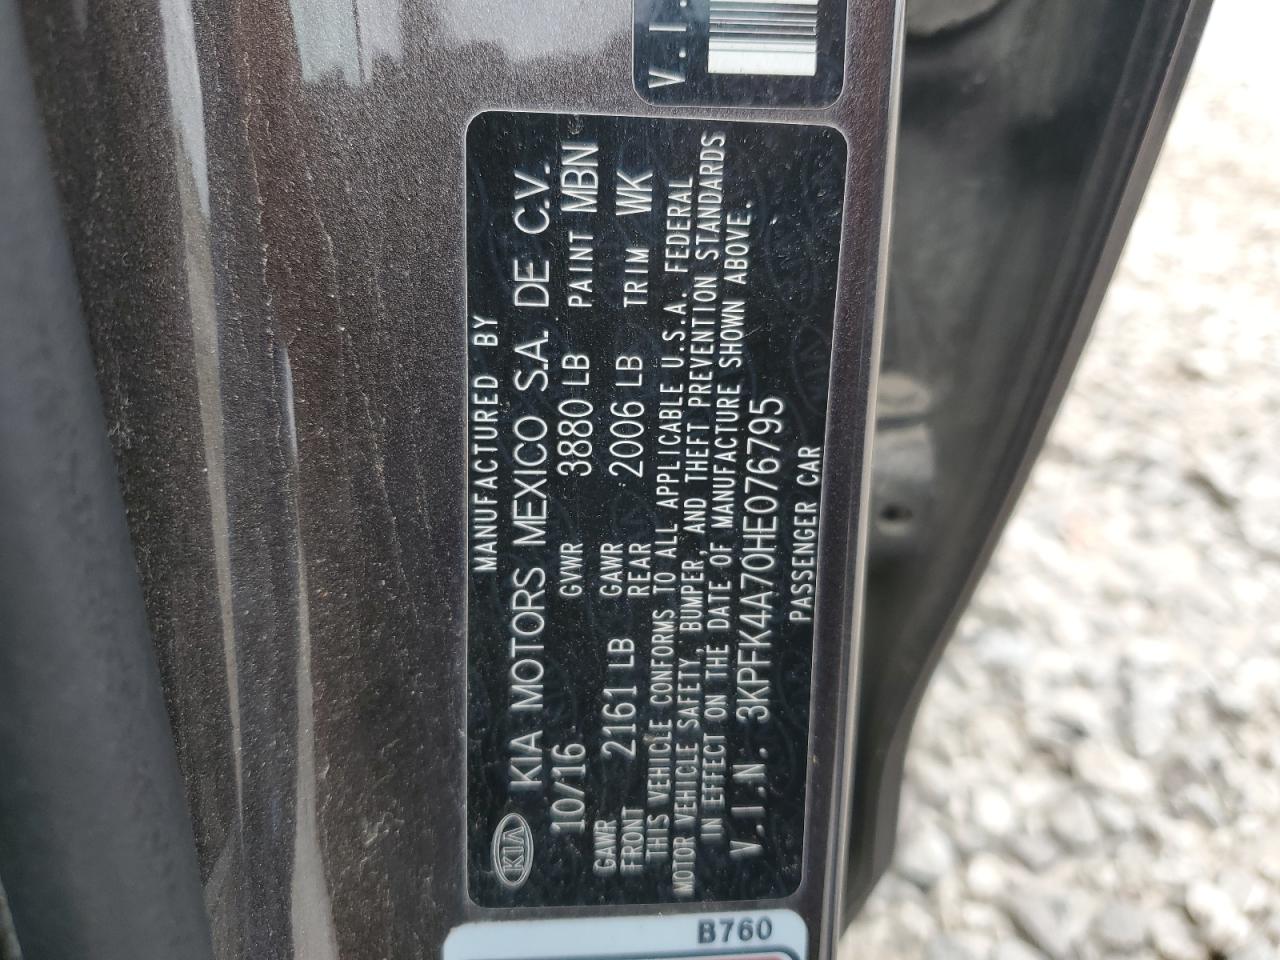 V.I.
MANUFACTURED BY
KIA KIA MOTORS MEXICO S.A. DE C.V.
10/16 GVWR 3880 LB PAINT MBN
GAWR FRONT 2161 LB GAWR REAR 2006 LB TRIM WK
THIS VEHICLE CONFORMS TO ALL APPLICABLE U.S.A. FEDERAL
MOTOR VEHICLE SAFETY, BUMPER, AND THEFT PREVENTION STANDARDS
IN EFFECT ON THE DATE OF MANUFACTURE SHOWN ABOVE.
V.I.N. 3KPFK4A70HE076795
PASSENGER CAR
B760